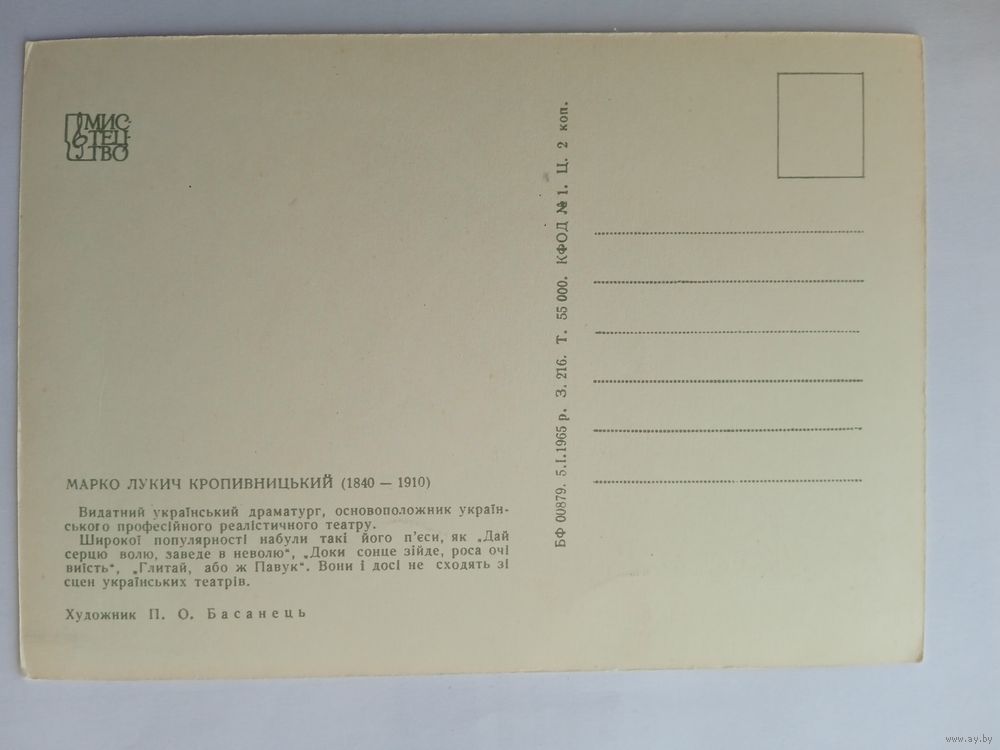 МИС-
ТЕЦ-
ТВО
МАРКО ЛУКИЧ КРОПИВНИЦЬКИЙ (1840 — 1910)
Видатний український драматург, основоположник україн-
ського професійного реалістичного театру.
Широкої популярності набули такі його п'єси, як „Дай
серцю волю, заведе в неволю“, „Доки сонце зійде, роса очі
виїсть“, „Глитай, або ж Павук“. Вони і досі не сходять зі
сцен українських театрів.
Художник П. О. Басанець
БФ 00879. 5.I.1965 р. З. 216. Т. 55 000. КФОД № 1. Ц. 2 коп.
www.ay.by